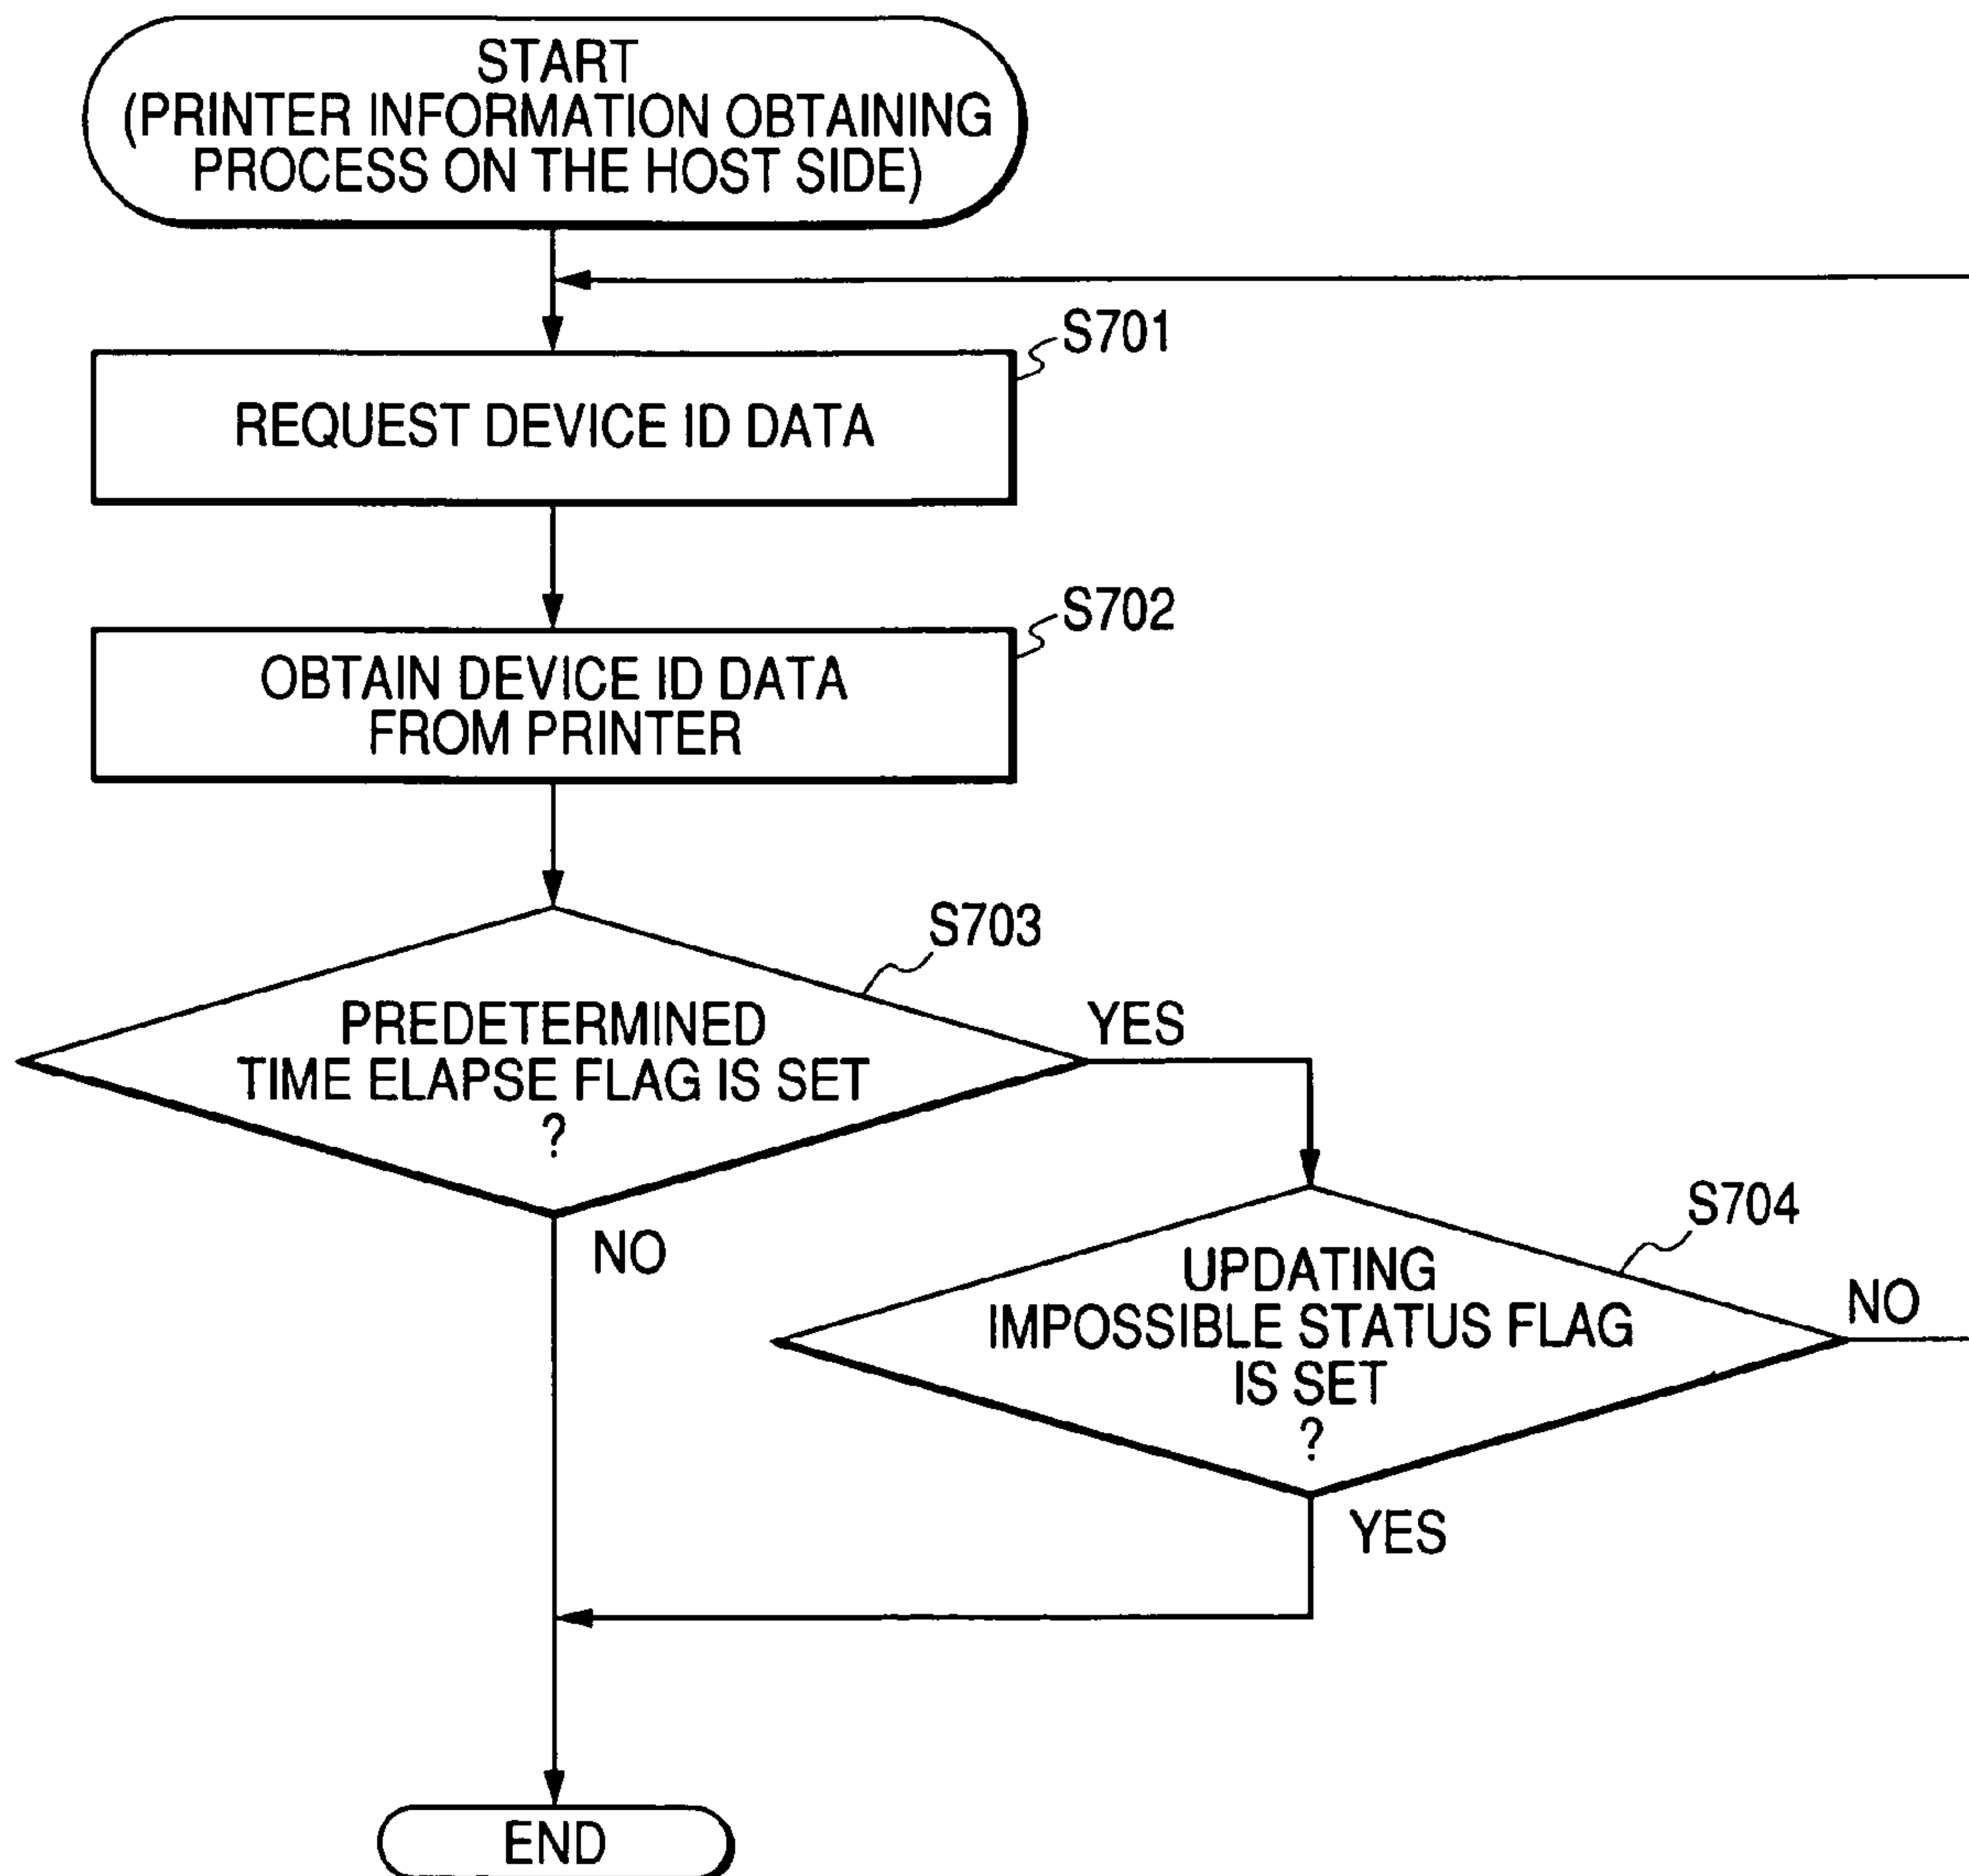 START
(PRINTER INFORMATION OBTAINING
PROCESS ON THE HOST SIDE)
S701
REQUEST DEVICE ID DATA
S702
OBTAIN DEVICE ID DATA
FROM PRINTER
S703
PREDETERMINED
TIME ELAPSE FLAG IS SET
?
YES
NO
S704
UPDATING
IMPOSSIBLE STATUS FLAG
IS SET
?
NO
YES
END